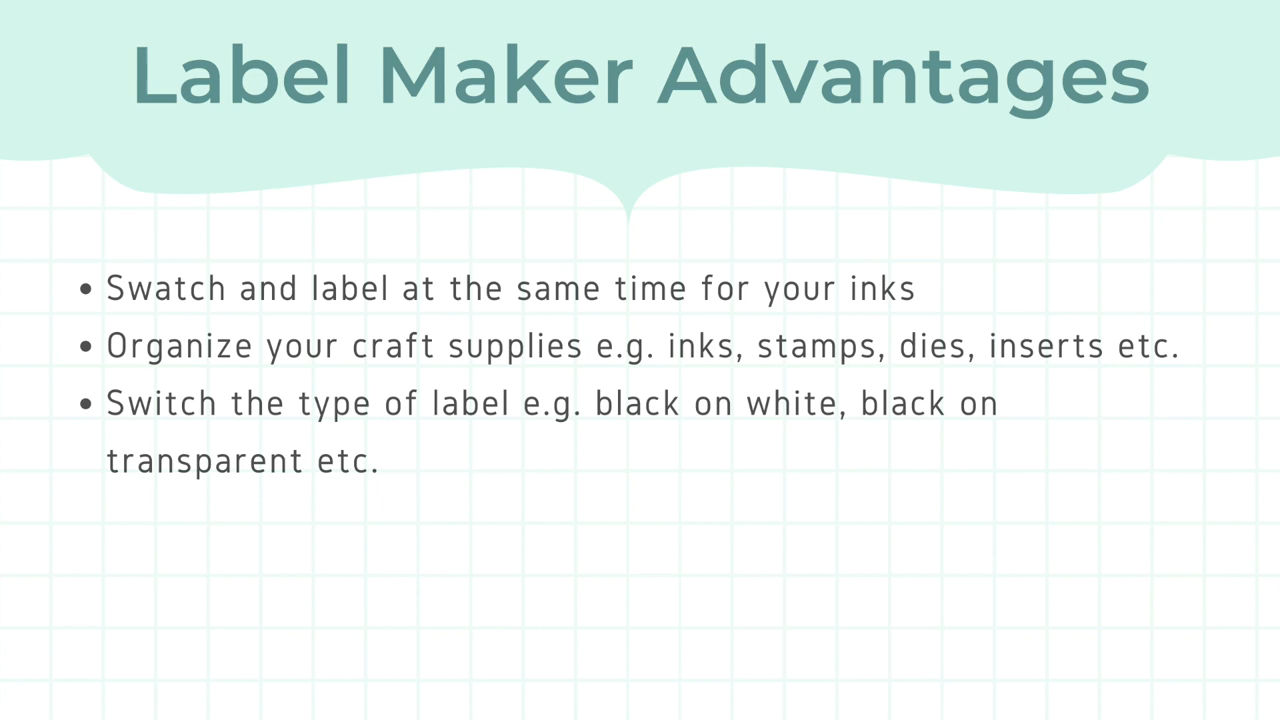 Label Maker Advantages
• Swatch and label at the same time for your inks
• Organize your craft supplies e.g. inks, stamps, dies, inserts etc.
• Switch the type of label e.g. black on white, black on
transparent etc.